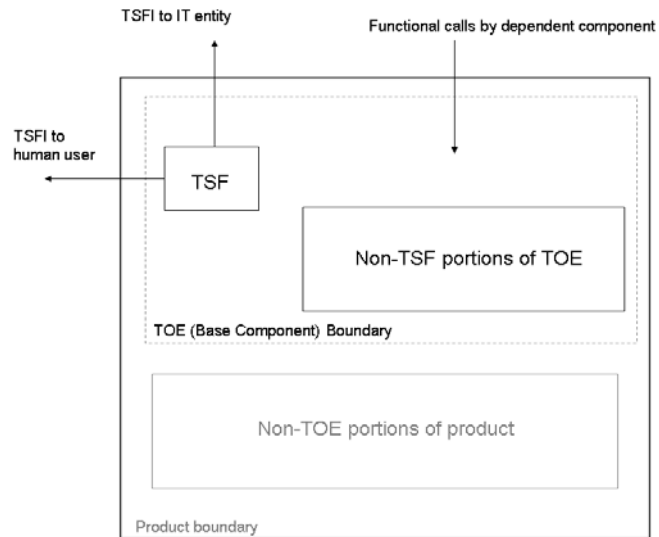 TSFI to IT entity
Functional calls by dependent component
TSFI to
human user
TSF
Non-TSF portions of TOE
TOE (Base Component) Boundary
Non-TOE portions of product
Product boundary